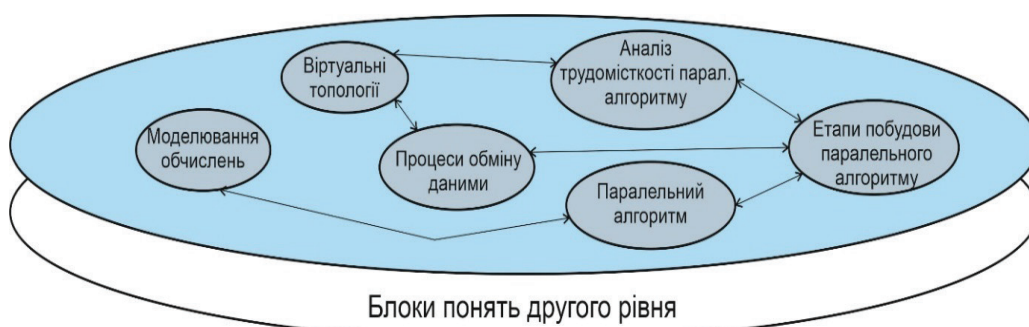 Віртуальні
топології
Аналіз
трудомісткості парал.
алгоритму
Моделювання
обчислень
Процеси обміну
даними
Етапи побудови
паралельного
алгоритму
Паралельний
алгоритм
Блоки понять другого рівня